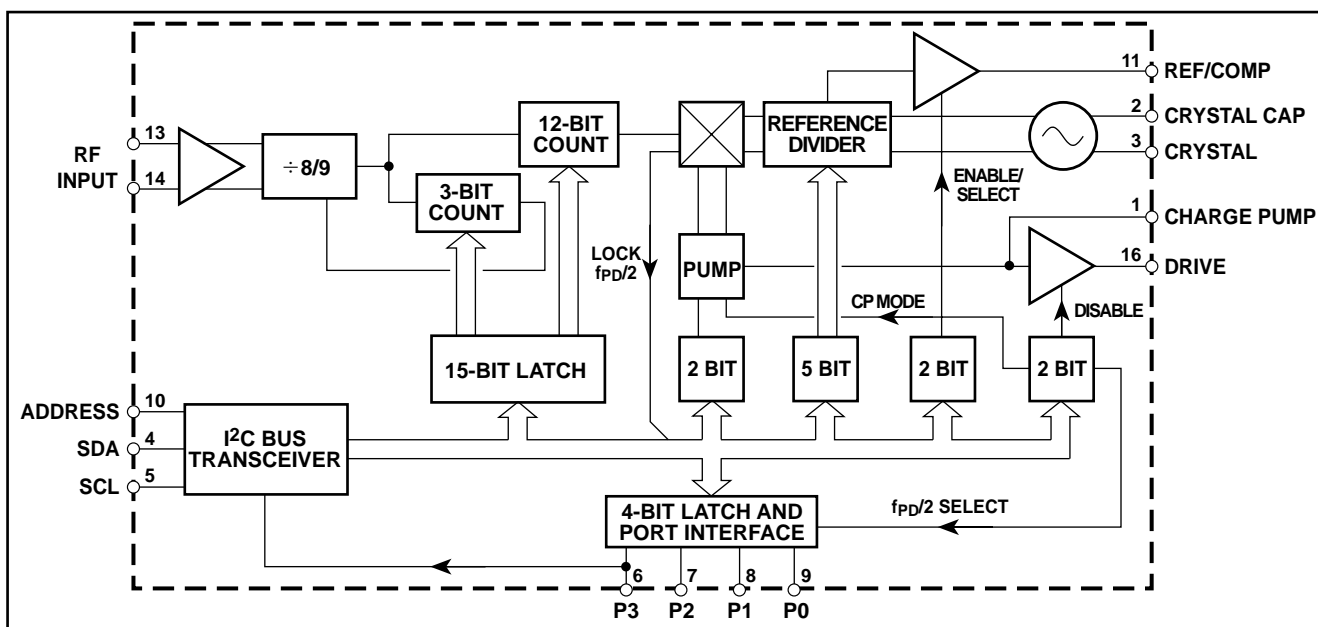 11
REF/COMP
2
CRYSTAL CAP
3
CRYSTAL
1
CHARGE PUMP
16
DRIVE
13
RF
INPUT
14
÷8/9
12-BIT
COUNT
3-BIT
COUNT
REFERENCE
DIVIDER
ENABLE/
SELECT
LOCK
fPD/2
PUMP
CP MODE
DISABLE
15-BIT LATCH
2 BIT
5 BIT
2 BIT
2 BIT
ADDRESS
10
SDA
4
SCL
5
I²C BUS
TRANSCEIVER
4-BIT LATCH AND
PORT INTERFACE
fPD/2 SELECT
6
7
8
9
P3
P2
P1
P0